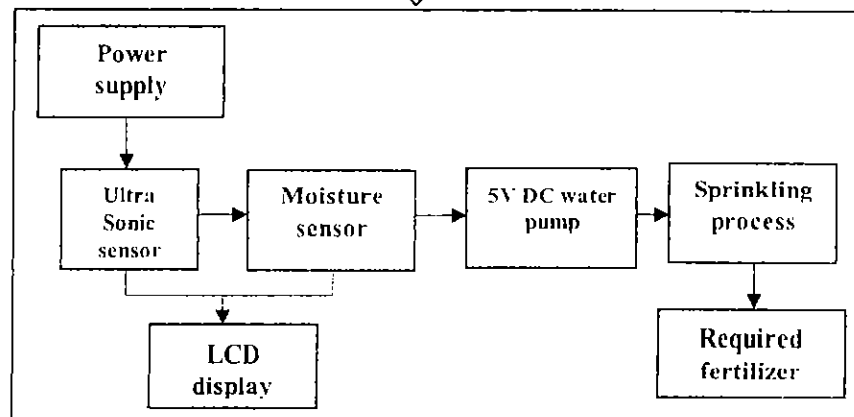 Power
supply
Ultra
Sonic
sensor
Moisture
sensor
5V DC water
pump
Sprinkling
process
LCD
display
Required
fertilizer